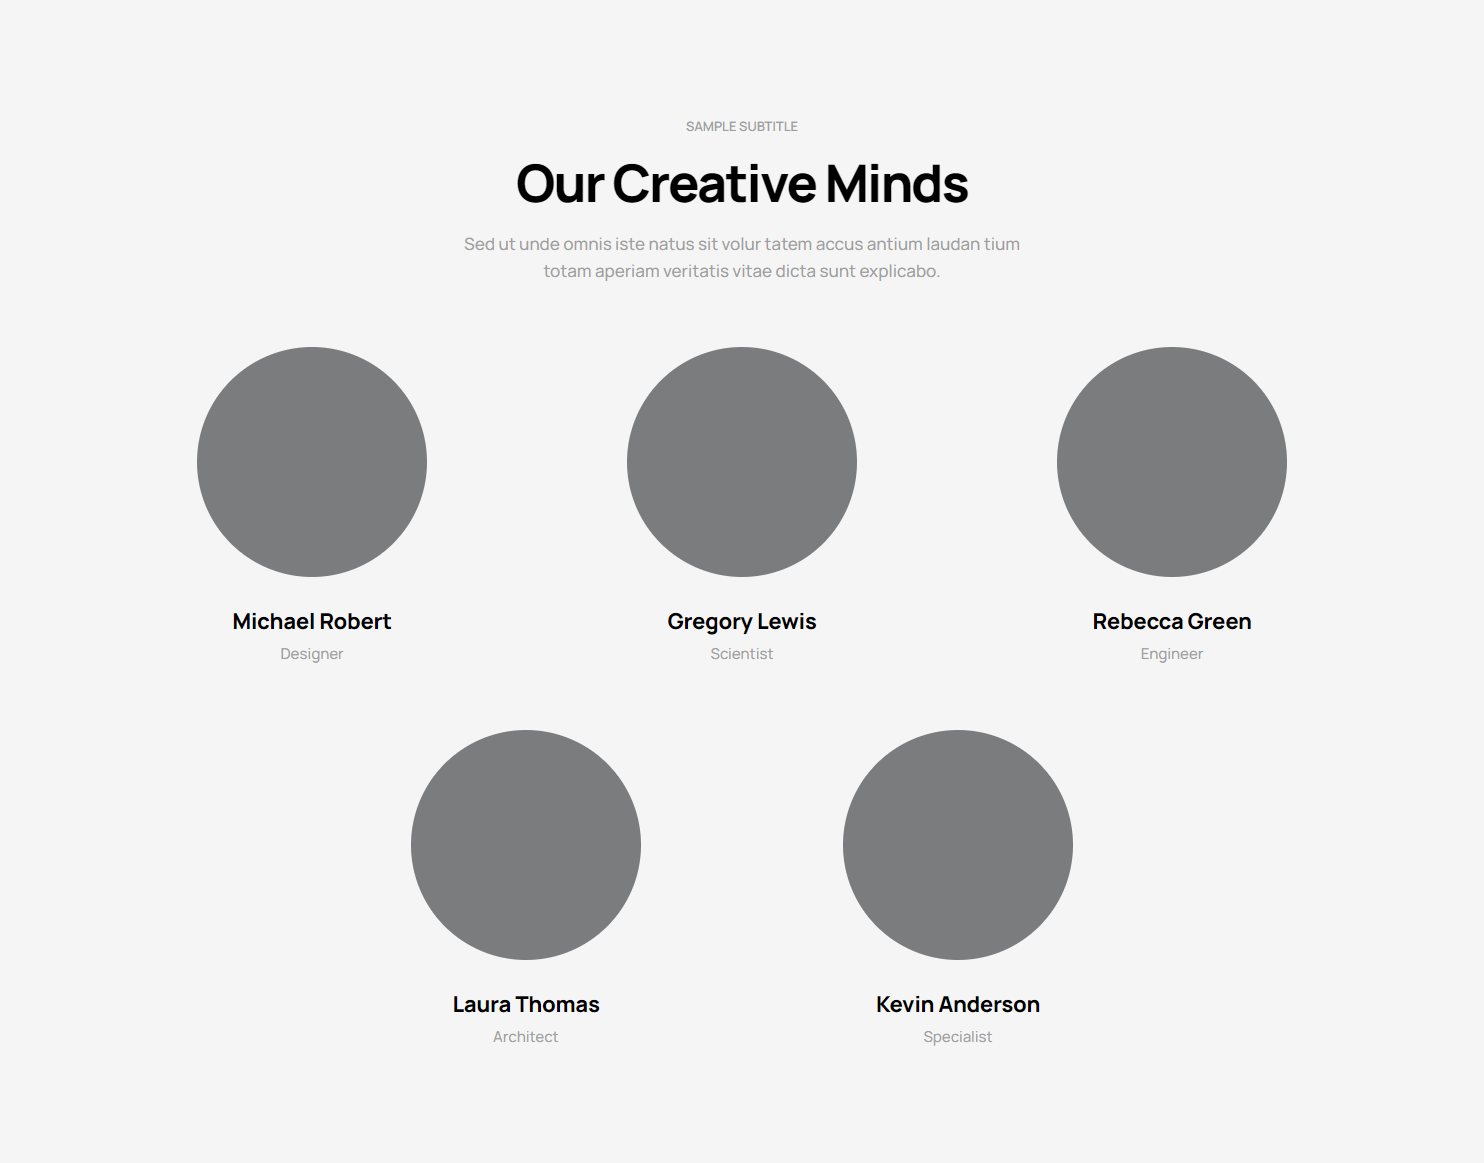 SAMPLE SUBTITLE
Our Creative Minds
Sed ut unde omnis iste natus sit volur tatem accus antium laudan tium
totam aperiam veritatis vitae dicta sunt explicabo.
Michael Robert
Designer
Gregory Lewis
Scientist
Rebecca Green
Engineer
Laura Thomas
Architect
Kevin Anderson
Specialist